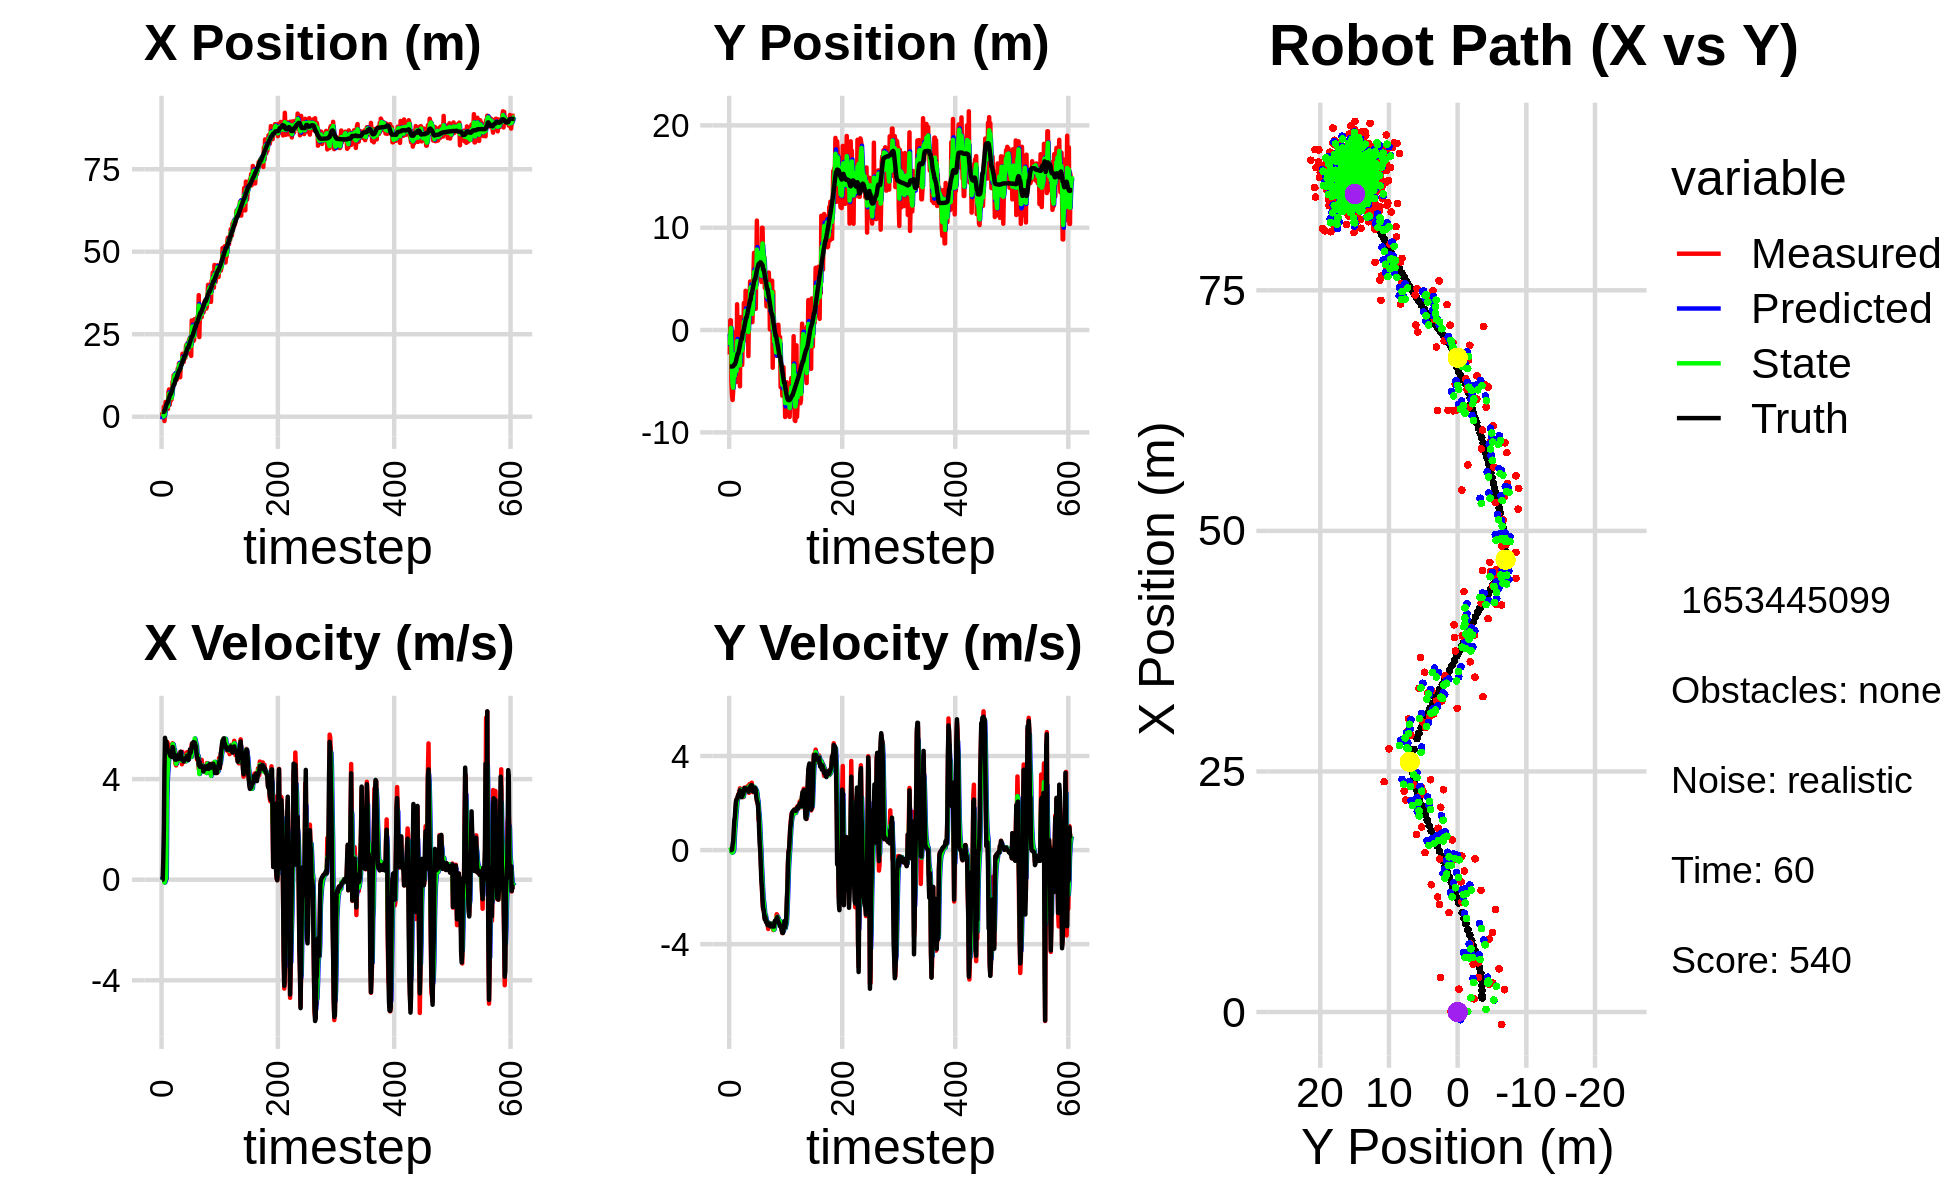 X Position (m)
75
50
25
0
0
200
400
600
timestep
Y Position (m)
20
10
0
-10
0
200
400
600
timestep
X Velocity (m/s)
4
0
-4
0
200
400
600
timestep
Y Velocity (m/s)
4
0
-4
0
200
400
600
timestep
Robot Path (X vs Y)
X Position (m)
75
50
25
0
20 10 0 -10 -20
Y Position (m)
variable
Measured
Predicted
State
Truth
1653445099
Obstacles: none
Noise: realistic
Time: 60
Score: 540